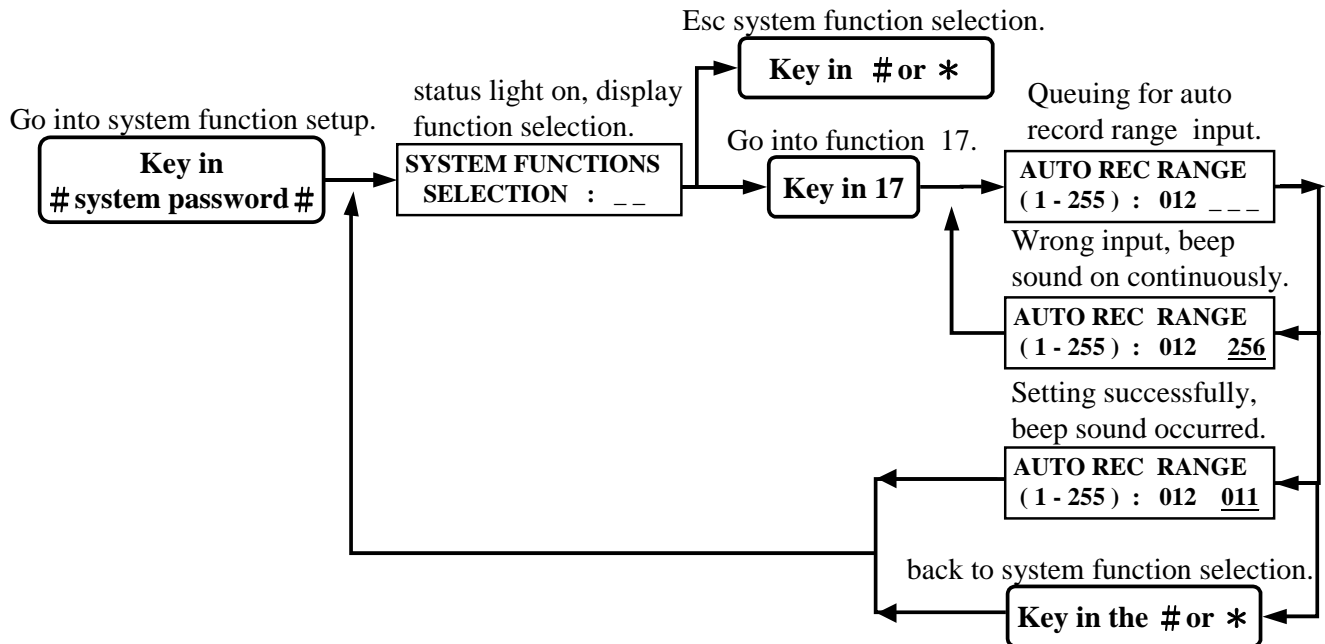 Esc system function selection.
Key in # or *
status light on, display
function selection.
Queuing for auto
record range input.
Go into system function setup.
Key in
# system password #
SYSTEM FUNCTIONS
SELECTION : _ _
Go into function 17.
Key in 17
AUTO REC RANGE
( 1 - 255 ) : 012 _ _ _
Wrong input, beep
sound on continuously.
AUTO REC RANGE
( 1 - 255 ) : 012 256
Setting successfully,
beep sound occurred.
AUTO REC RANGE
( 1 - 255 ) : 012 011
back to system function selection.
Key in the # or *